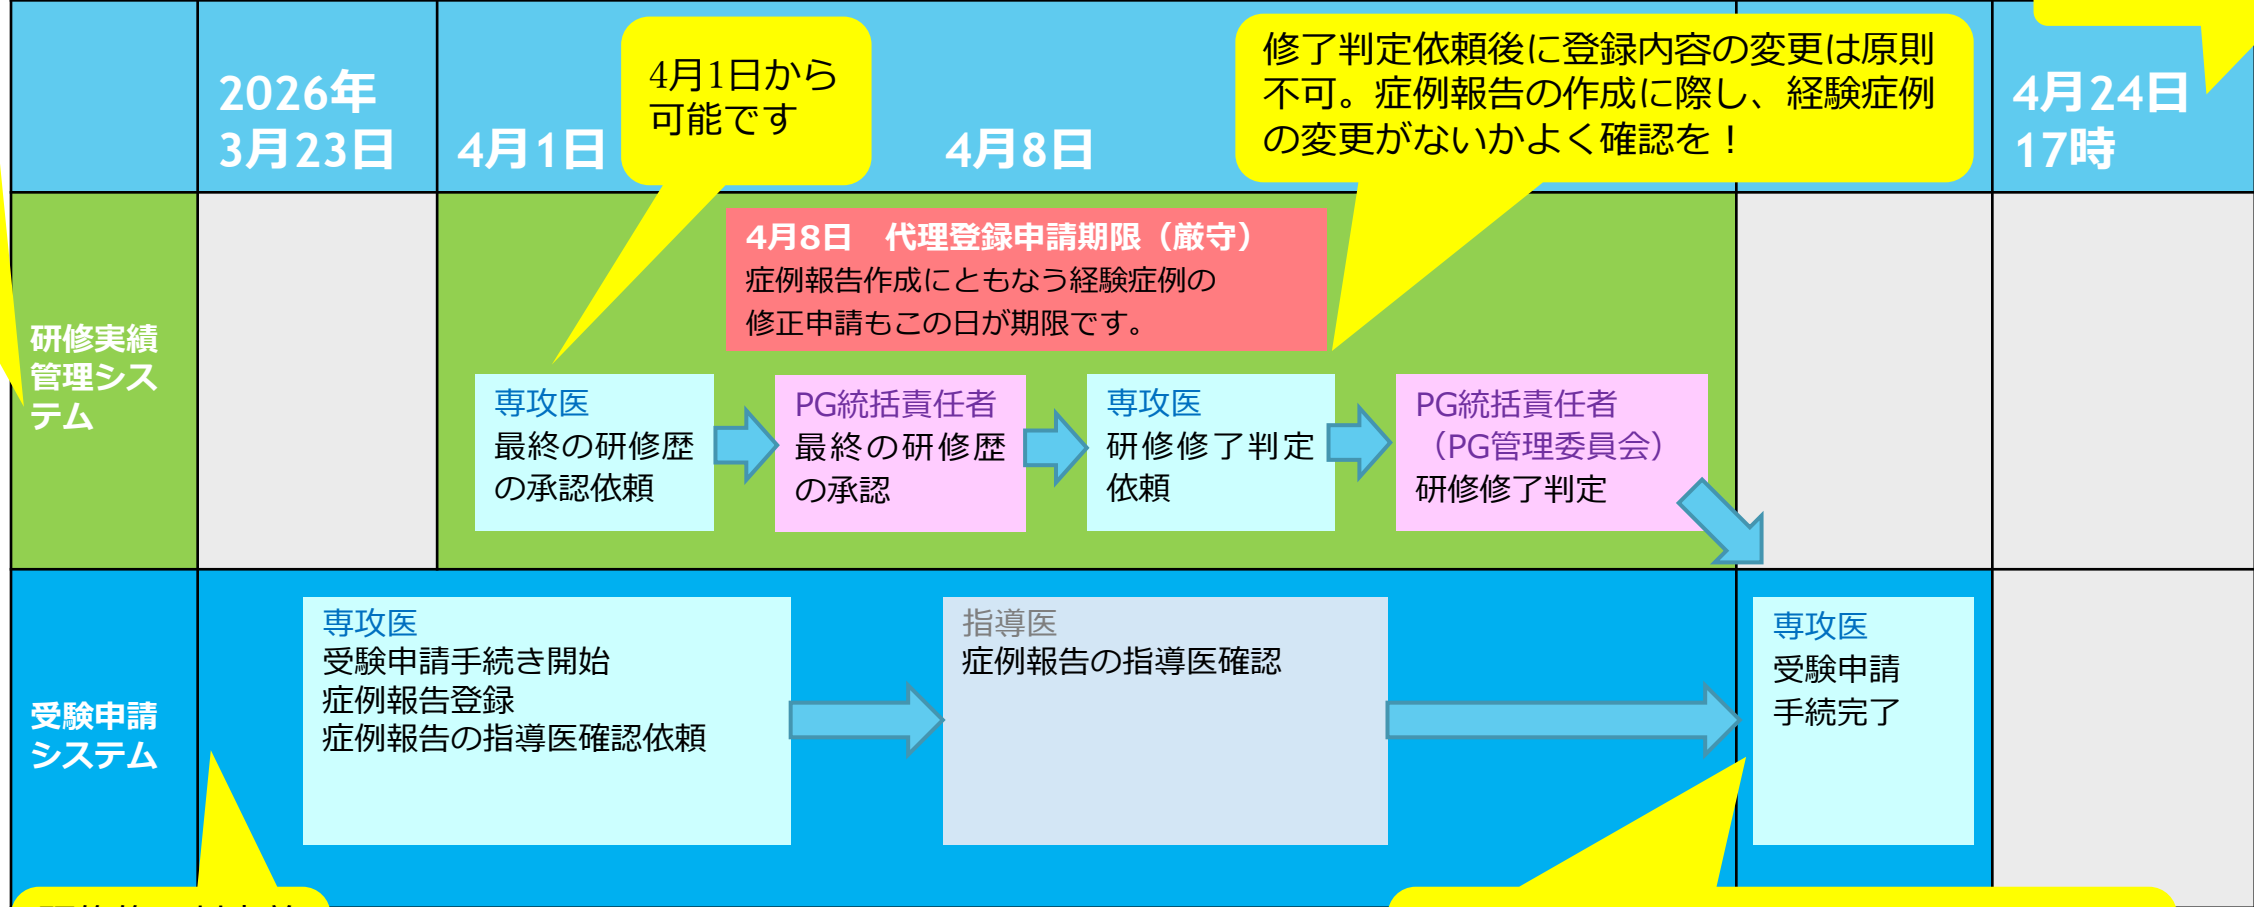 2026年
3月23日
4月1日
4月1日から
可能です
4月8日
修了判定依頼後に登録内容の変更は原則
不可。症例報告の作成に際し、経験症例
の変更がないかよく確認を！
4月24日
17時
研修実績
管理シス
テム
4月8日　代理登録申請期限（厳守）
症例報告作成にともなう経験症例の
修正申請もこの日が期限です。
専攻医
最終の研修歴
の承認依頼
PG統括責任者
最終の研修歴
の承認
専攻医
研修修了判定
依頼
PG統括責任者
（PG管理委員会）
研修修了判定
受験申請
システム
専攻医
受験申請手続き開始
症例報告登録
症例報告の指導医確認依頼
指導医
症例報告の指導医確認
専攻医
受験申請
手続完了